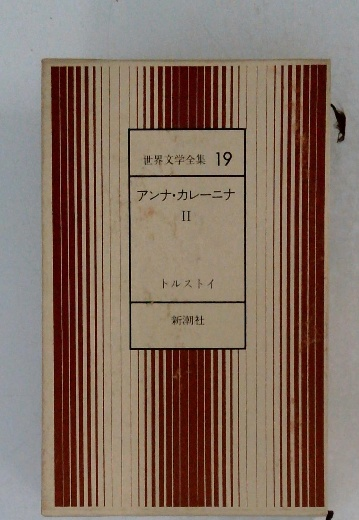 世界文学全集 19
アンナ・カレーニナ
II
トルストイ
新潮社